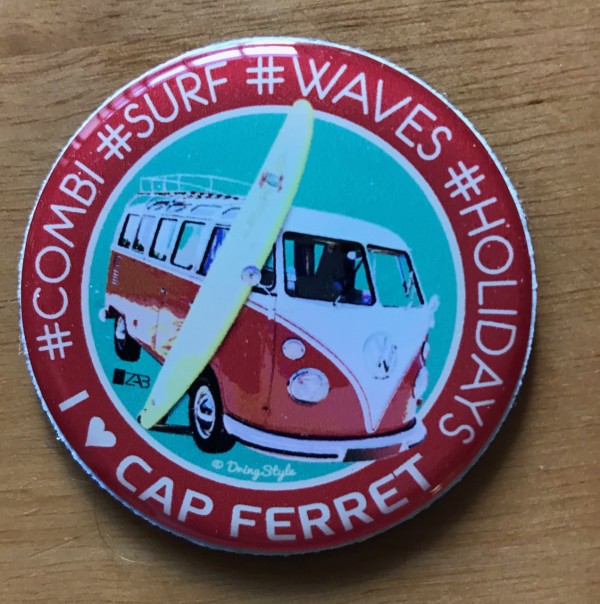 #COMBI #SURF #WAVES #HOLIDAYS
I ♥ CAP FERRET
ZAB
© DringStyle